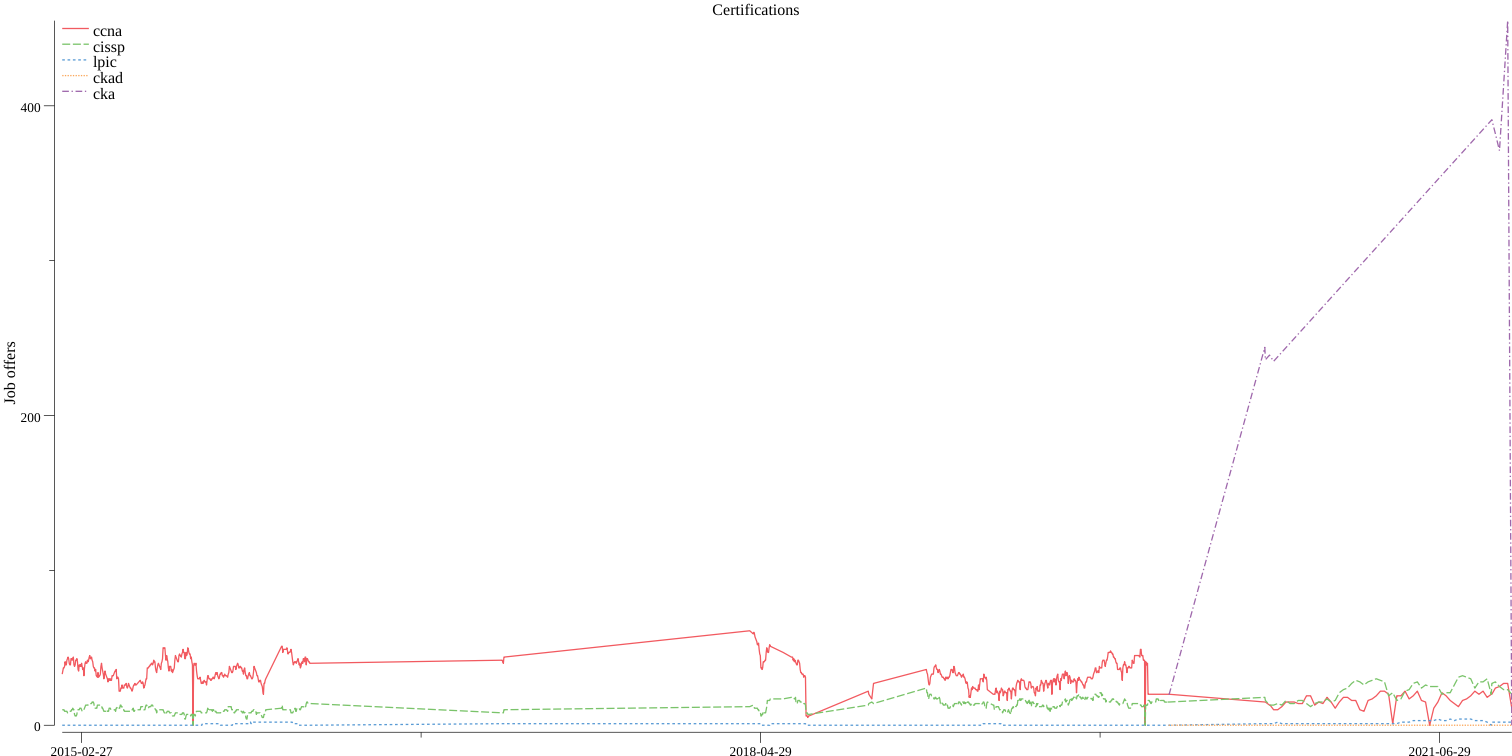 Certifications
ccna
cissp
lpic
ckad
cka
400
200
0
Job offers
2015-02-27
2018-04-29
2021-06-29